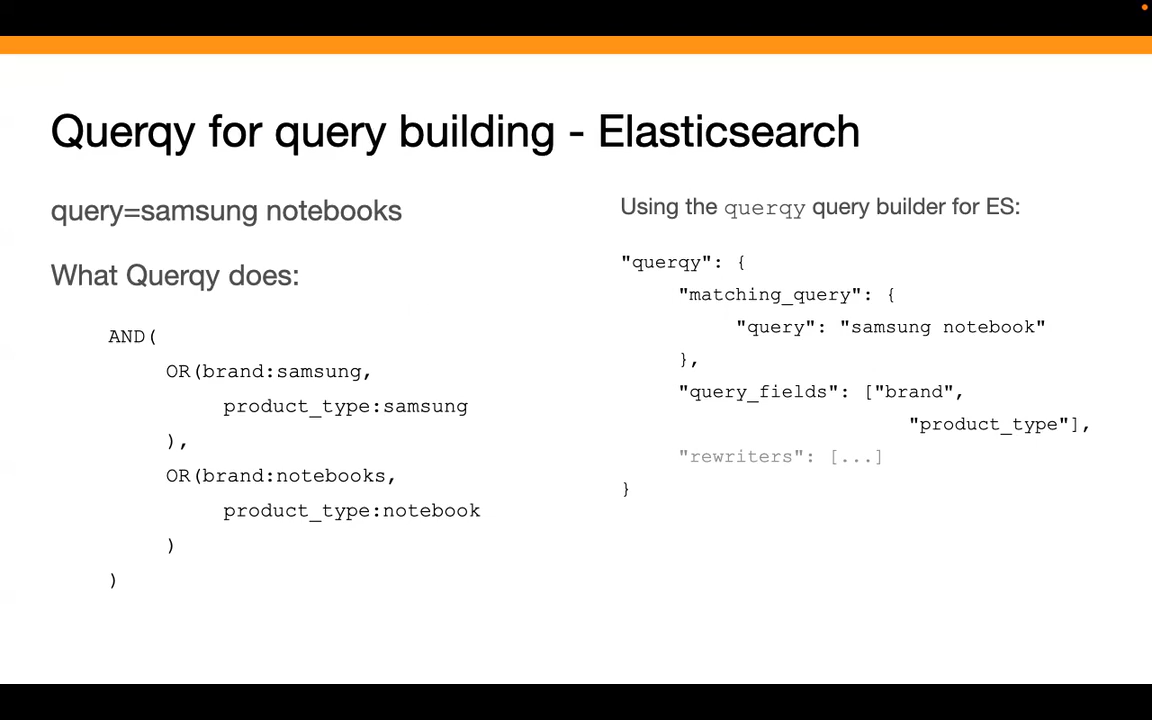 Querqy for query building - Elasticsearch
query=samsung notebooks
What Querqy does:
AND(
OR(brand:samsung,
product_type:samsung
),
OR(brand:notebooks,
product_type:notebook
)
)
Using the querqy query builder for ES:
"querqy": {
"matching_query": {
"query": "samsung notebook"
},
"query_fields": ["brand",
"product_type"],
"rewriters": [...]
}